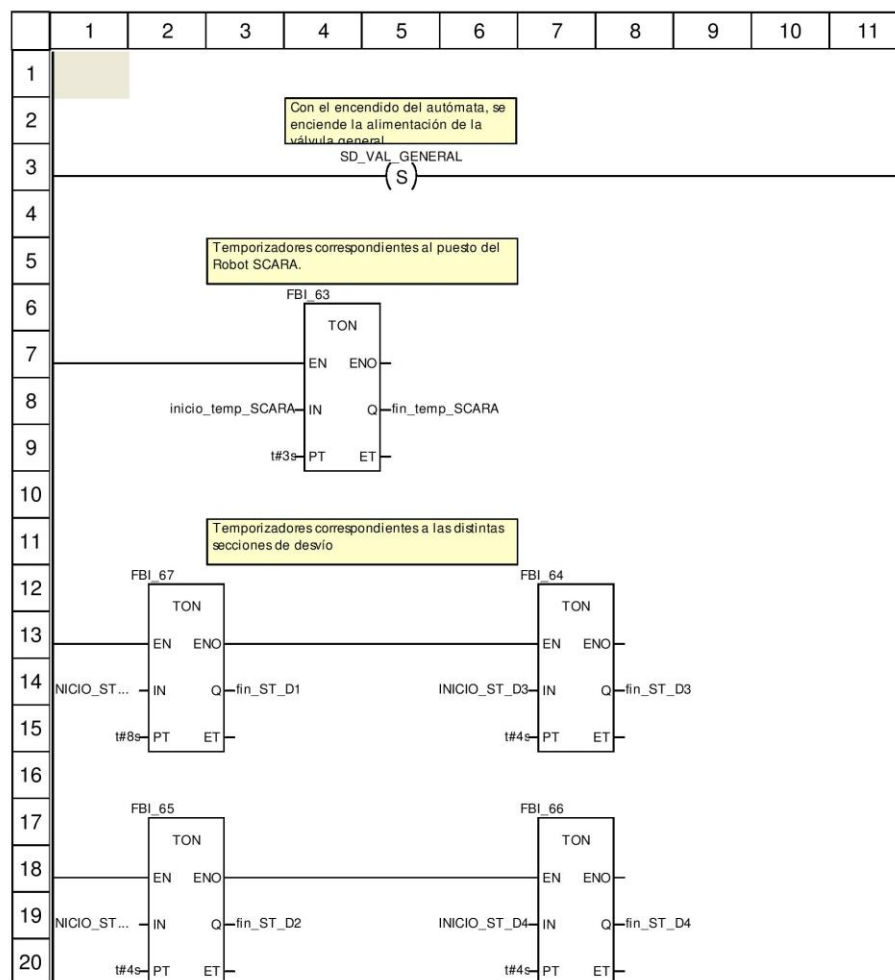 1 2 3 4 5 6 7 8 9 10 11
1
2
Con el encendido del autómata, se
enciende la alimentación de la
válvula general
3
SD_VAL_GENERAL
S
4
5
Temporizadores correspondientes al puesto del
Robot SCARA.
6
FBI_63
TON
7
EN ENO
8
inicio_temp_SCARA IN Q fin_temp_SCARA
9
t#3s PT ET
10
11
Temporizadores correspondientes a las distintas
secciones de desvío
12
FBI_67 FBI_64
TON TON
13
EN ENO EN ENO
14
NICIO_ST... IN Q fin_ST_D1 INICIO_ST_D3 IN Q fin_ST_D3
15
t#8s PT ET t#4s PT ET
16
17
FBI_65 FBI_66
TON TON
18
EN ENO EN ENO
19
NICIO_ST... IN Q fin_ST_D2 INICIO_ST_D4 IN Q fin_ST_D4
20
t#4s PT ET t#4s PT ET